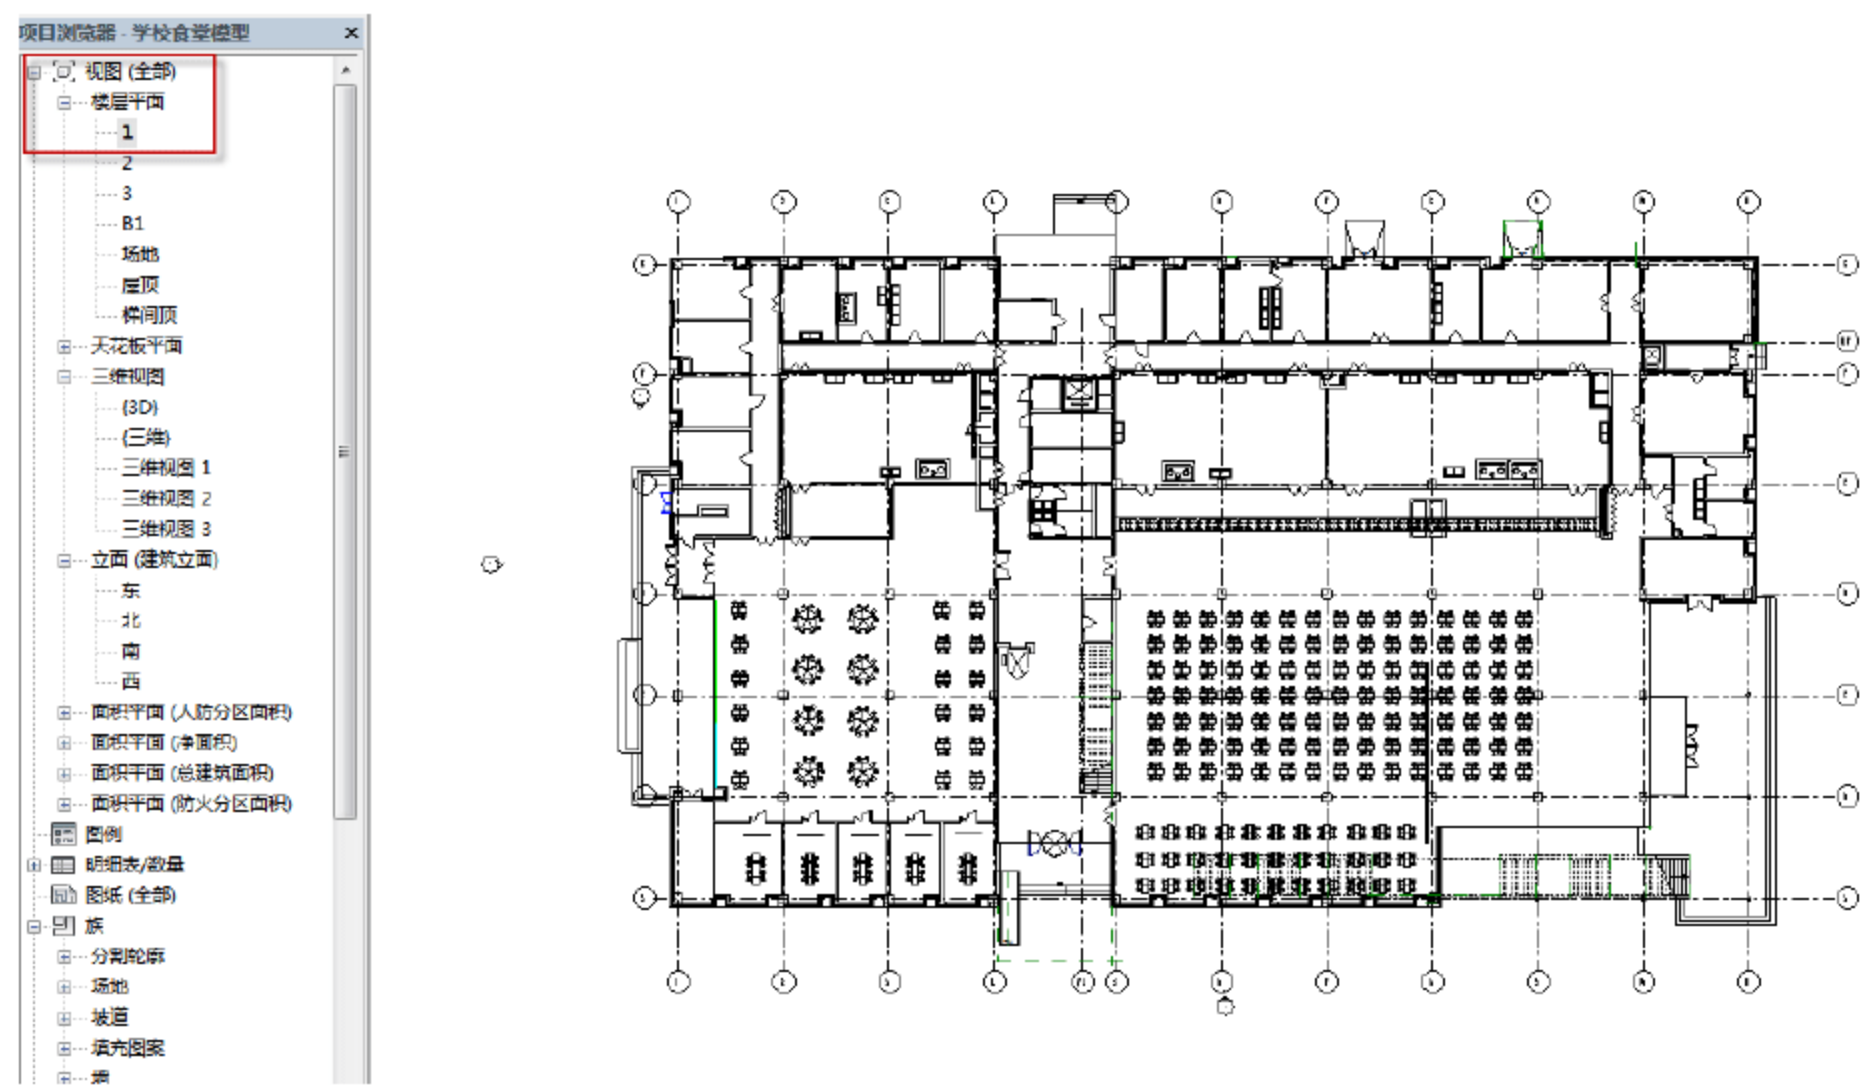 项目浏览器 - 学校食堂模型
视图 (全部)
楼层平面
1
2
3
B1
场地
屋顶
梯间顶
天花板平面
三维视图
{3D}
{三维}
三维视图 1
三维视图 2
三维视图 3
立面 (建筑立面)
东
北
南
西
面积平面 (人防分区面积)
面积平面 (净面积)
面积平面 (总建筑面积)
面积平面 (防火分区面积)
图例
明细表/数量
图纸 (全部)
族
分割轮廓
场地
坡道
填充图案
墙